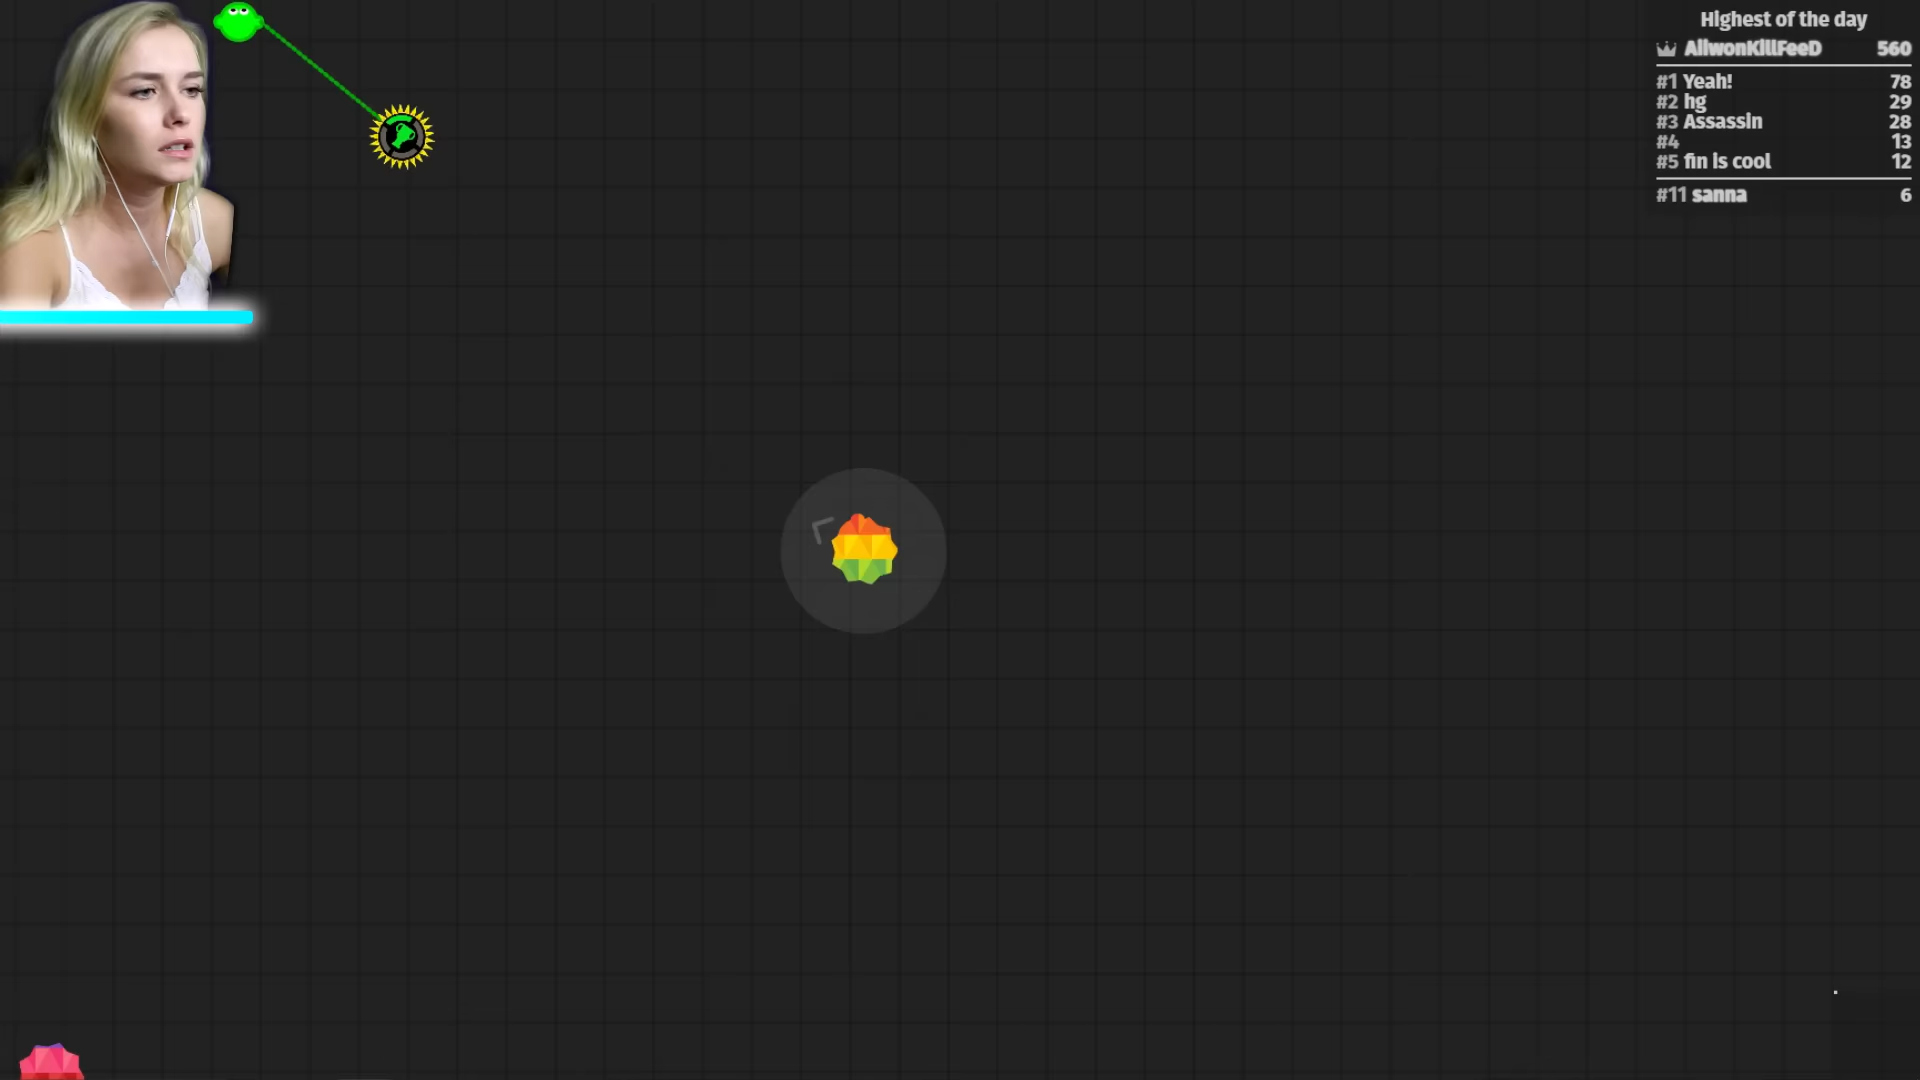 Highest of the day
AllwonKillFeeD 560
#1 Yeah! 78
#2 hg 29
#3 Assassin 28
#4 13
#5 fin is cool 12
#11 sanna 6